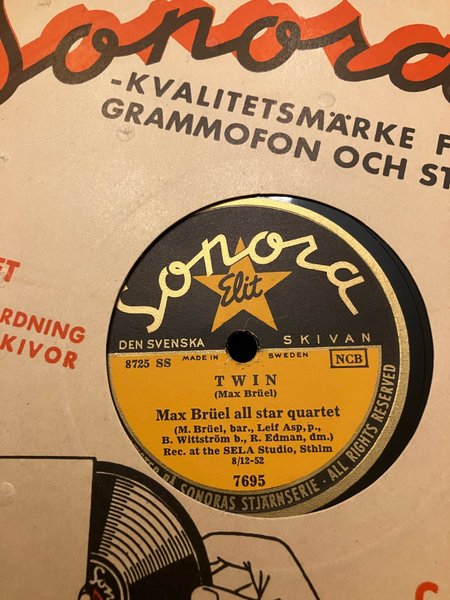 Sonora
-KVALITETSMÄRKE F
GRAMMOFON OCH ST
ET
RDNING
KIVOR
Sonora
Elit
DEN SVENSKA SKIVAN
8725 SS MADE IN SWEDEN NCB
TWIN
(Max Brüel)
Max Brüel all star quartet
(M. Brüel, bar., Leif Asp, p.,
B. Wittström b., R. Edman, dm.)
Rec. at the SELA Studio, Sthlm
8/12-52
7695
PÅ SONORAS STJÄRNSERIE · ALL RIGHTS RESERVED